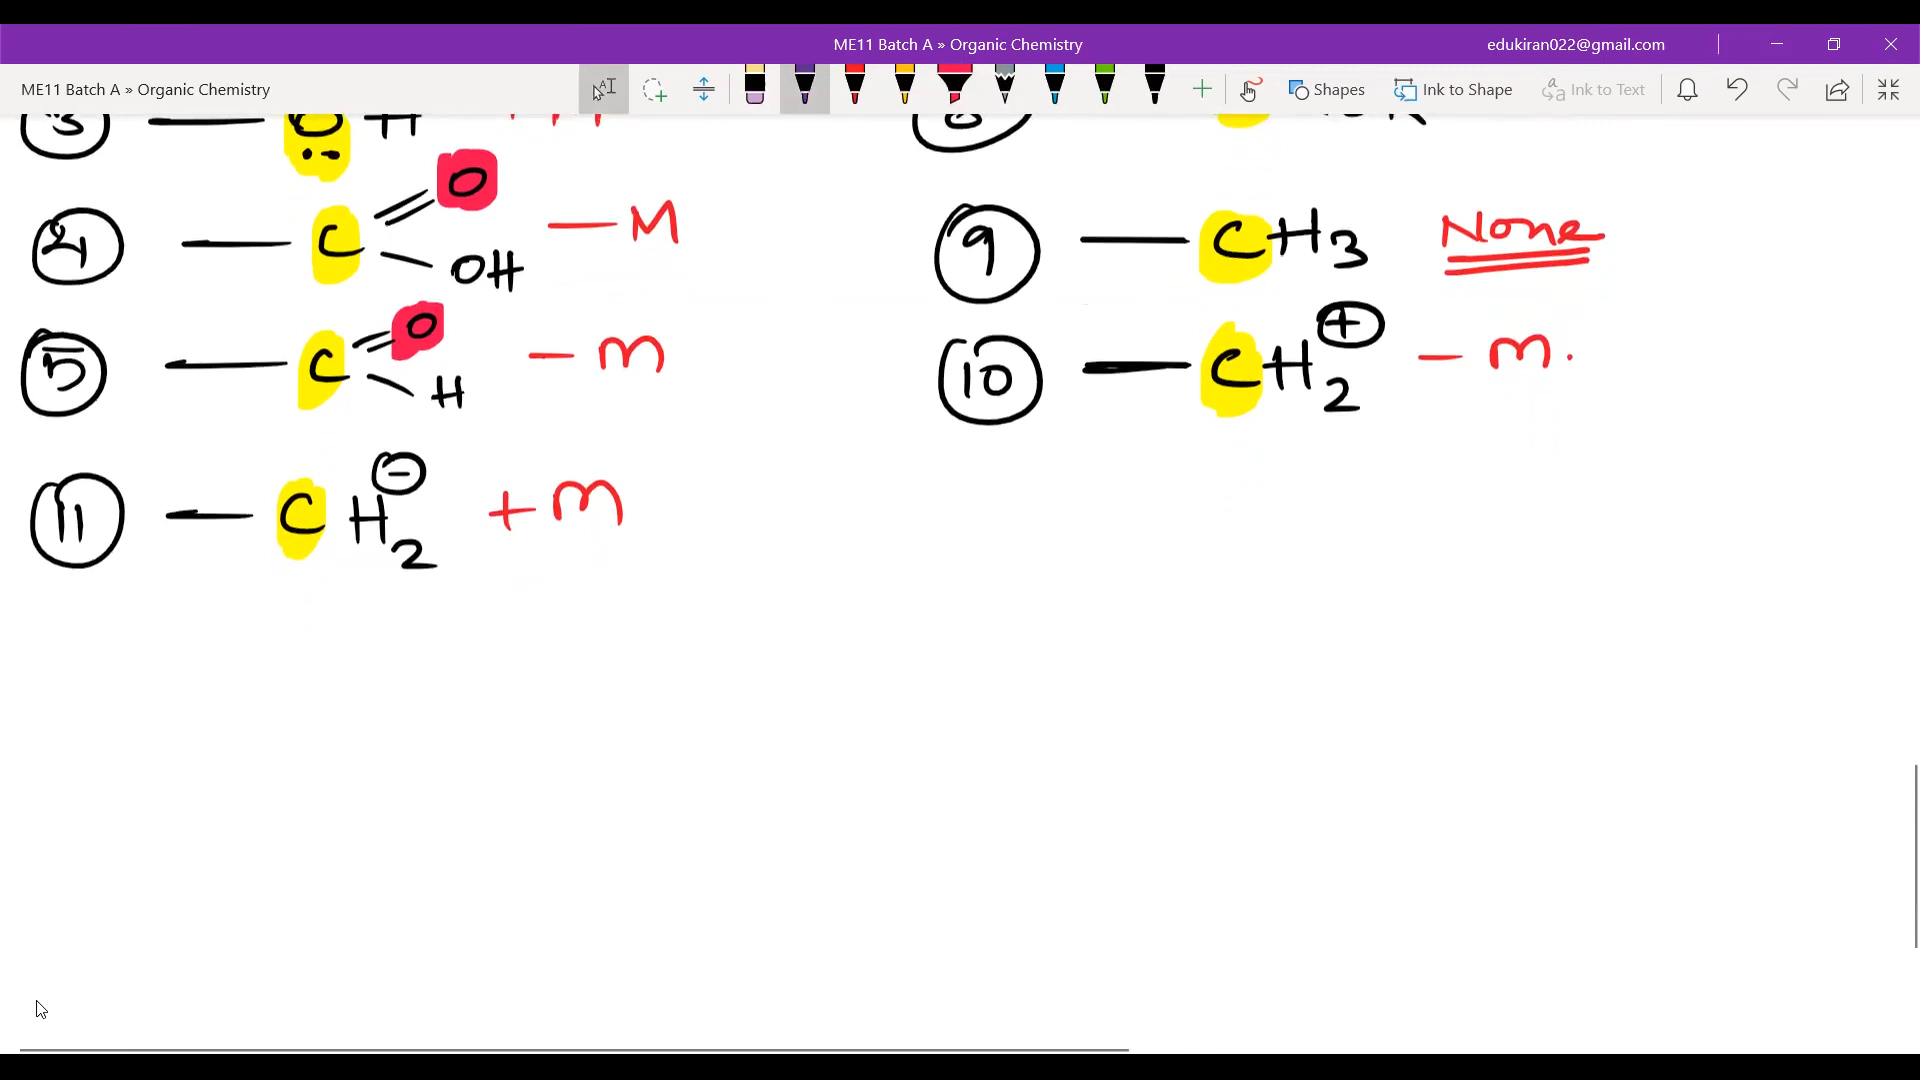 ME11 Batch A » Organic Chemistry
edukiran022@gmail.com
ME11 Batch A » Organic Chemistry
Shapes
Ink to Shape
Ink to Text
3 — O H
4 — C = O – OH — M
9 — CH3 None
5 — C = O – H — m
10 — CH2 + — m.
11 — CH2 − + m